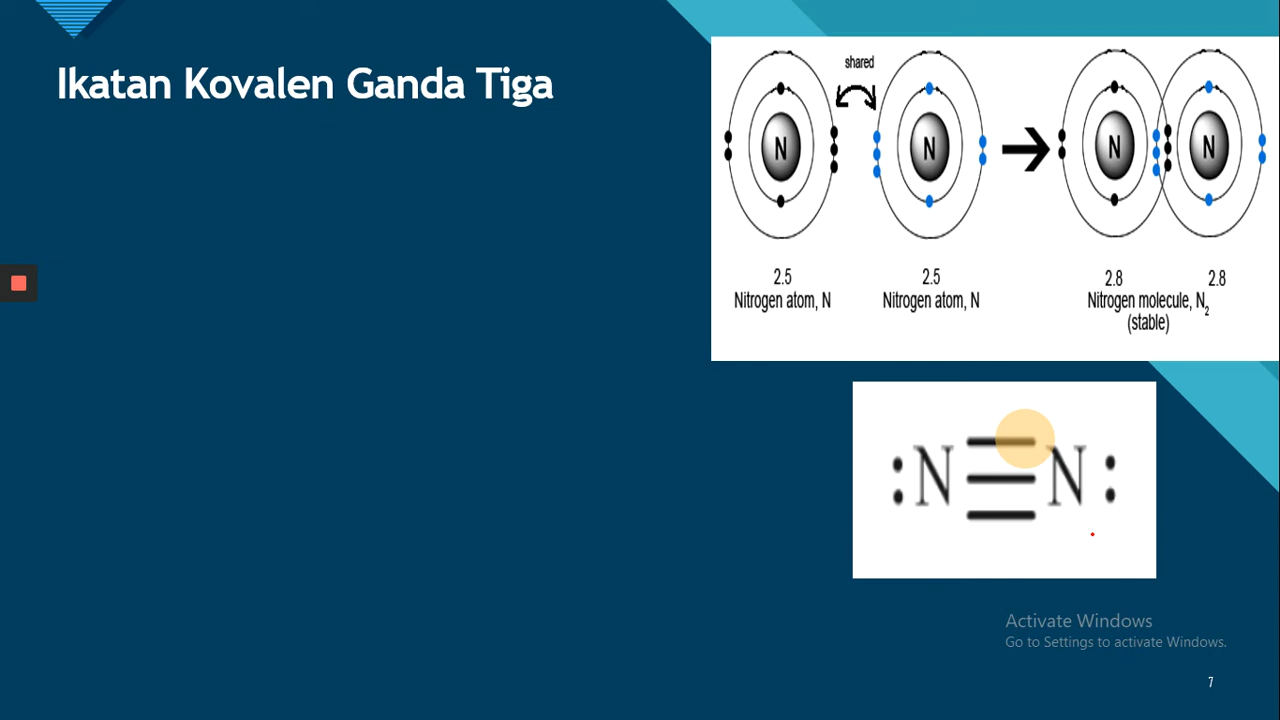 Ikatan Kovalen Ganda Tiga
shared
N
N
N
N
2.5
2.5
2.8
2.8
Nitrogen atom, N
Nitrogen atom, N
Nitrogen molecule, N2
(stable)
:N≡N:
Activate Windows
Go to Settings to activate Windows.
7